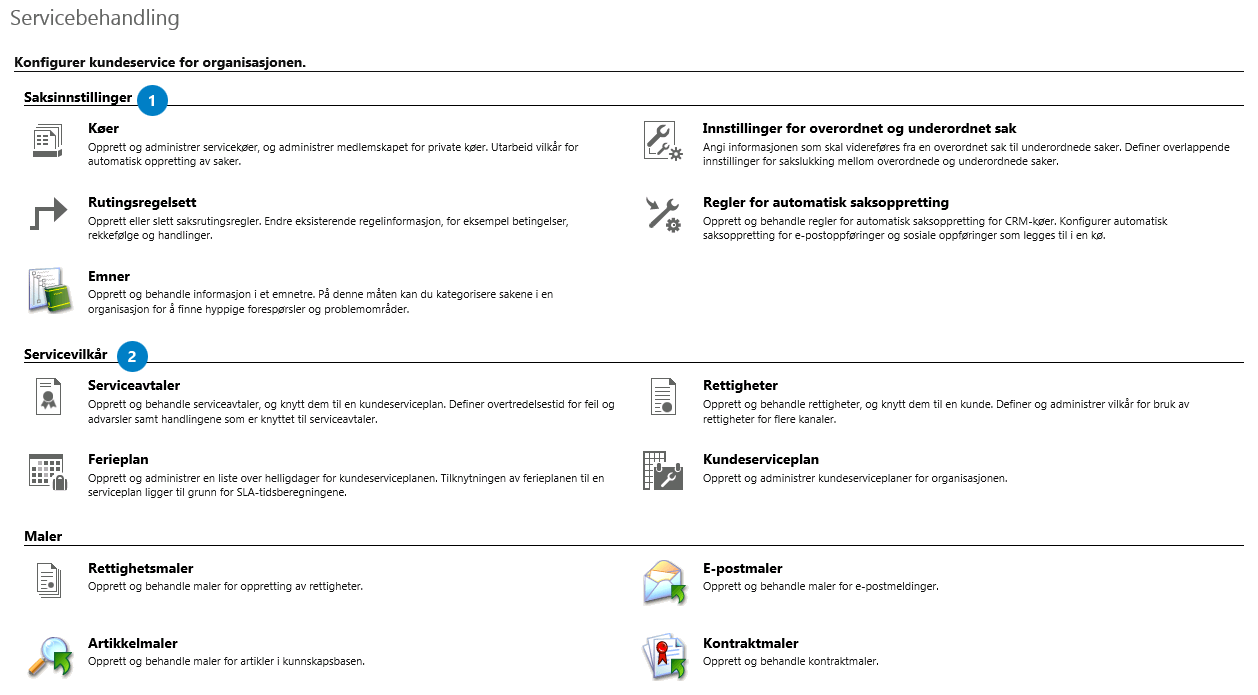 Servicebehandling
Konfigurer kundeservice for organisasjonen.
Saksinnstillinger 1
Køer
Opprett og administrer servicekøer, og administrer medlemskapet for private køer. Utarbeid vilkår for
automatisk oppretting av saker.
Innstillinger for overordnet og underordnet sak
Angi informasjonen som skal videreføres fra en overordnet sak til underordnede saker. Definer overlappende
innstillinger for sakslukking mellom overordnede og underordnede saker.
Rutingsregelsett
Opprett eller slett saksrutingsregler. Endre eksisterende regelinformasjon, for eksempel betingelser,
rekkefølge og handlinger.
Regler for automatisk saksoppretting
Opprett og behandle regler for automatisk saksoppretting for CRM-køer. Konfigurer automatisk
saksoppretting for e-postoppføringer og sosiale oppføringer som legges til i en kø.
Emner
Opprett og behandle informasjon i et emnetre. På denne måten kan du kategorisere sakene i en
organisasjon for å finne hyppige forespørsler og problemområder.
Servicevilkår 2
Serviceavtaler
Opprett og behandle serviceavtaler, og knytt dem til en kundeserviceplan. Definer overtredelsestid for feil og
advarsler samt handlingene som er knyttet til serviceavtaler.
Rettigheter
Opprett og behandle rettigheter, og knytt dem til en kunde. Definer og administrer vilkår for bruk av
rettigheter for flere kanaler.
Ferieplan
Opprett og administrer en liste over helligdager for kundeserviceplanen. Tilknytningen av ferieplanen til en
serviceplan ligger til grunn for SLA-tidsberegningene.
Kundeserviceplan
Opprett og administrer kundeserviceplaner for organisasjonen.
Maler
Rettighetsmaler
Opprett og behandle maler for oppretting av rettigheter.
E-postmaler
Opprett og behandle maler for e-postmeldinger.
Artikkelmaler
Opprett og behandle maler for artikler i kunnskapsbasen.
Kontraktmaler
Opprett og behandle kontraktmaler.